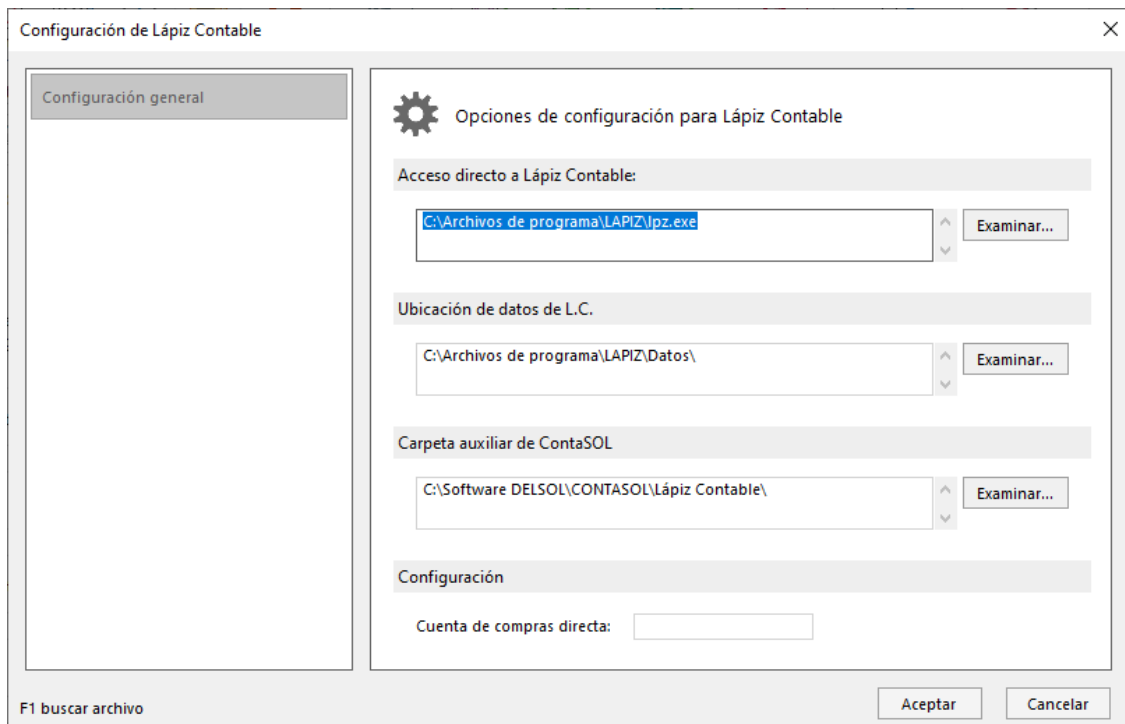 Configuración de Lápiz Contable
Configuración general
Opciones de configuración para Lápiz Contable
Acceso directo a Lápiz Contable:
C:\Archivos de programa\LAPIZ\lpz.exe
Examinar...
Ubicación de datos de L.C.
C:\Archivos de programa\LAPIZ\Datos\
Examinar...
Carpeta auxiliar de ContaSOL
C:\Software DELSOL\CONTASOL\Lápiz Contable\
Examinar...
Configuración
Cuenta de compras directa:
F1 buscar archivo
Aceptar
Cancelar